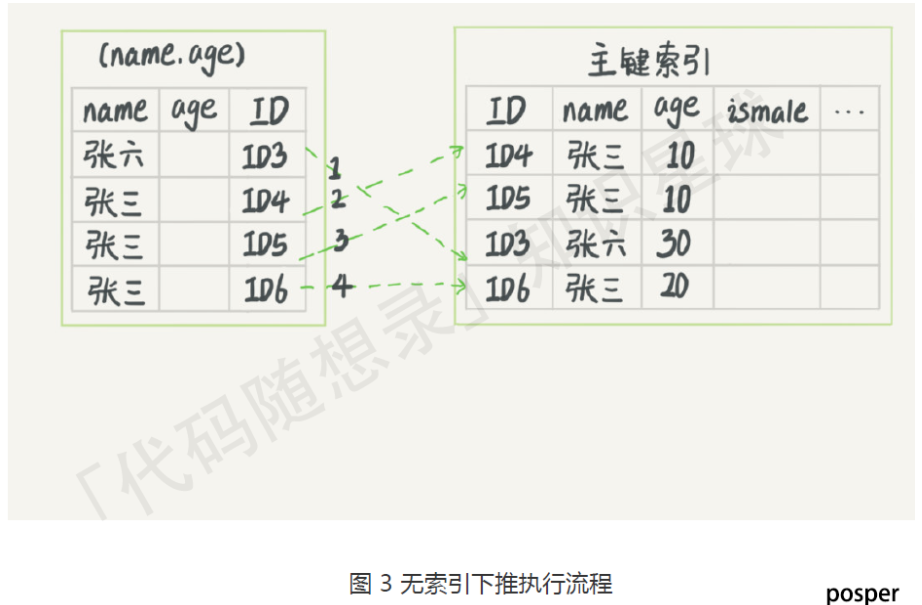 (name.age)
name age ID
张六 ID3
张三 ID4
张三 ID5
张三 ID6
1
2
3
4
主键索引
ID name age ismale ...
ID4 张三 10
ID5 张三 10
ID3 张六 30
ID6 张三 20
「代码随想录」知识星球
图 3 无索引下推执行流程
posper